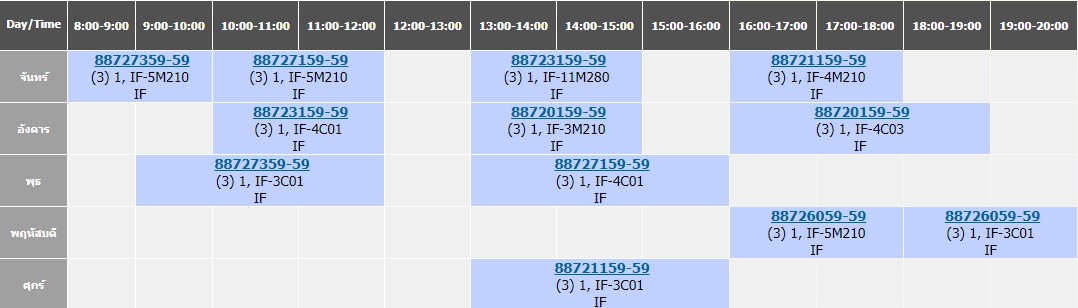 Day/Time 8:00-9:00 9:00-10:00 10:00-11:00 11:00-12:00 12:00-13:00 13:00-14:00 14:00-15:00 15:00-16:00 16:00-17:00 17:00-18:00 18:00-19:00 19:00-20:00
จันทร์
88727359-59
(3) 1, IF-5M210
IF
88727159-59
(3) 1, IF-5M210
IF
88723159-59
(3) 1, IF-11M280
IF
88721159-59
(3) 1, IF-4M210
IF
อังคาร
88723159-59
(3) 1, IF-4C01
IF
88720159-59
(3) 1, IF-3M210
IF
88720159-59
(3) 1, IF-4C03
IF
พุธ
88727359-59
(3) 1, IF-3C01
IF
88727159-59
(3) 1, IF-4C01
IF
พฤหัสบดี
88726059-59
(3) 1, IF-5M210
IF
88726059-59
(3) 1, IF-3C01
IF
ศุกร์
88721159-59
(3) 1, IF-3C01
IF